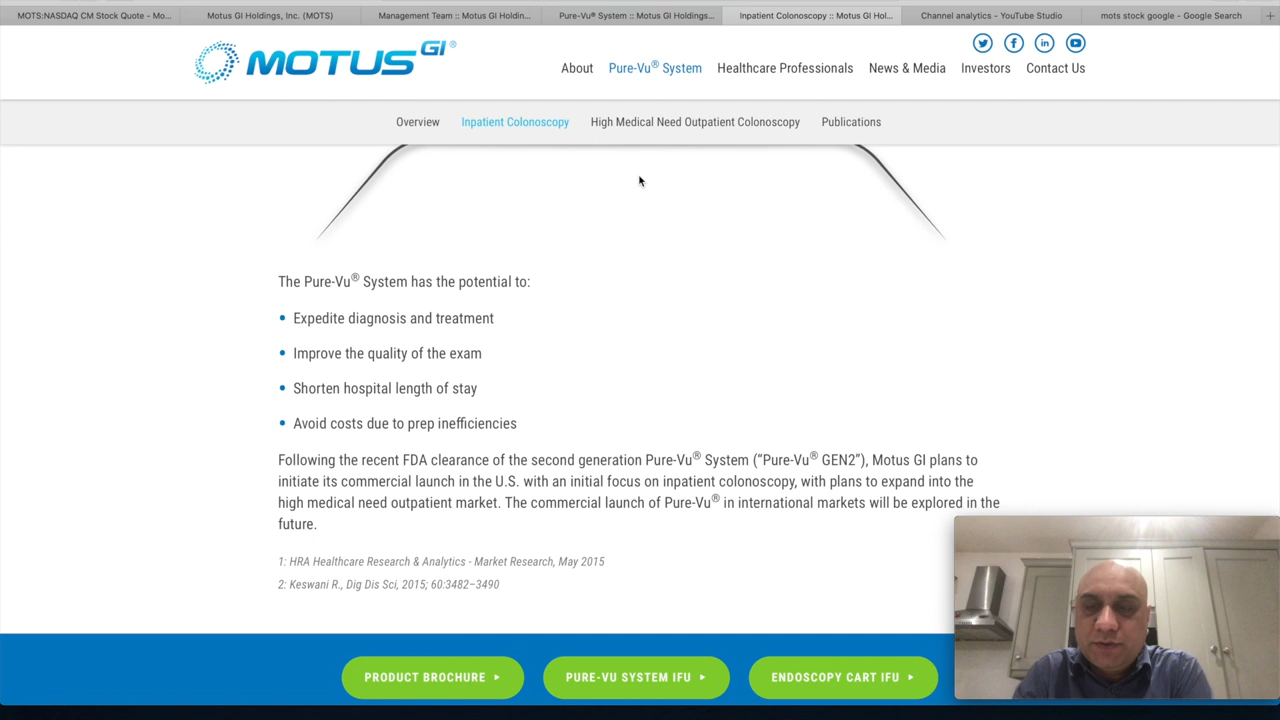 MOTS:NASDAQ CM Stock Quote - Mo...
Motus GI Holdings, Inc. (MOTS)
Management Team :: Motus GI Holdin...
Pure-Vu® System :: Motus GI Holdings...
Inpatient Colonoscopy :: Motus GI Hol...
Channel analytics - YouTube Studio
mots stock google - Google Search
MOTUS GI®
About
Pure-Vu® System
Healthcare Professionals
News & Media
Investors
Contact Us
Overview
Inpatient Colonoscopy
High Medical Need Outpatient Colonoscopy
Publications
The Pure-Vu® System has the potential to:
• Expedite diagnosis and treatment
• Improve the quality of the exam
• Shorten hospital length of stay
• Avoid costs due to prep inefficiencies
Following the recent FDA clearance of the second generation Pure-Vu® System (“Pure-Vu® GEN2”), Motus GI plans to
initiate its commercial launch in the U.S. with an initial focus on inpatient colonoscopy, with plans to expand into the
high medical need outpatient market. The commercial launch of Pure-Vu® in international markets will be explored in the
future.
1: HRA Healthcare Research & Analytics - Market Research, May 2015
2: Keswani R., Dig Dis Sci, 2015; 60:3482–3490
PRODUCT BROCHURE
PURE-VU SYSTEM IFU
ENDOSCOPY CART IFU